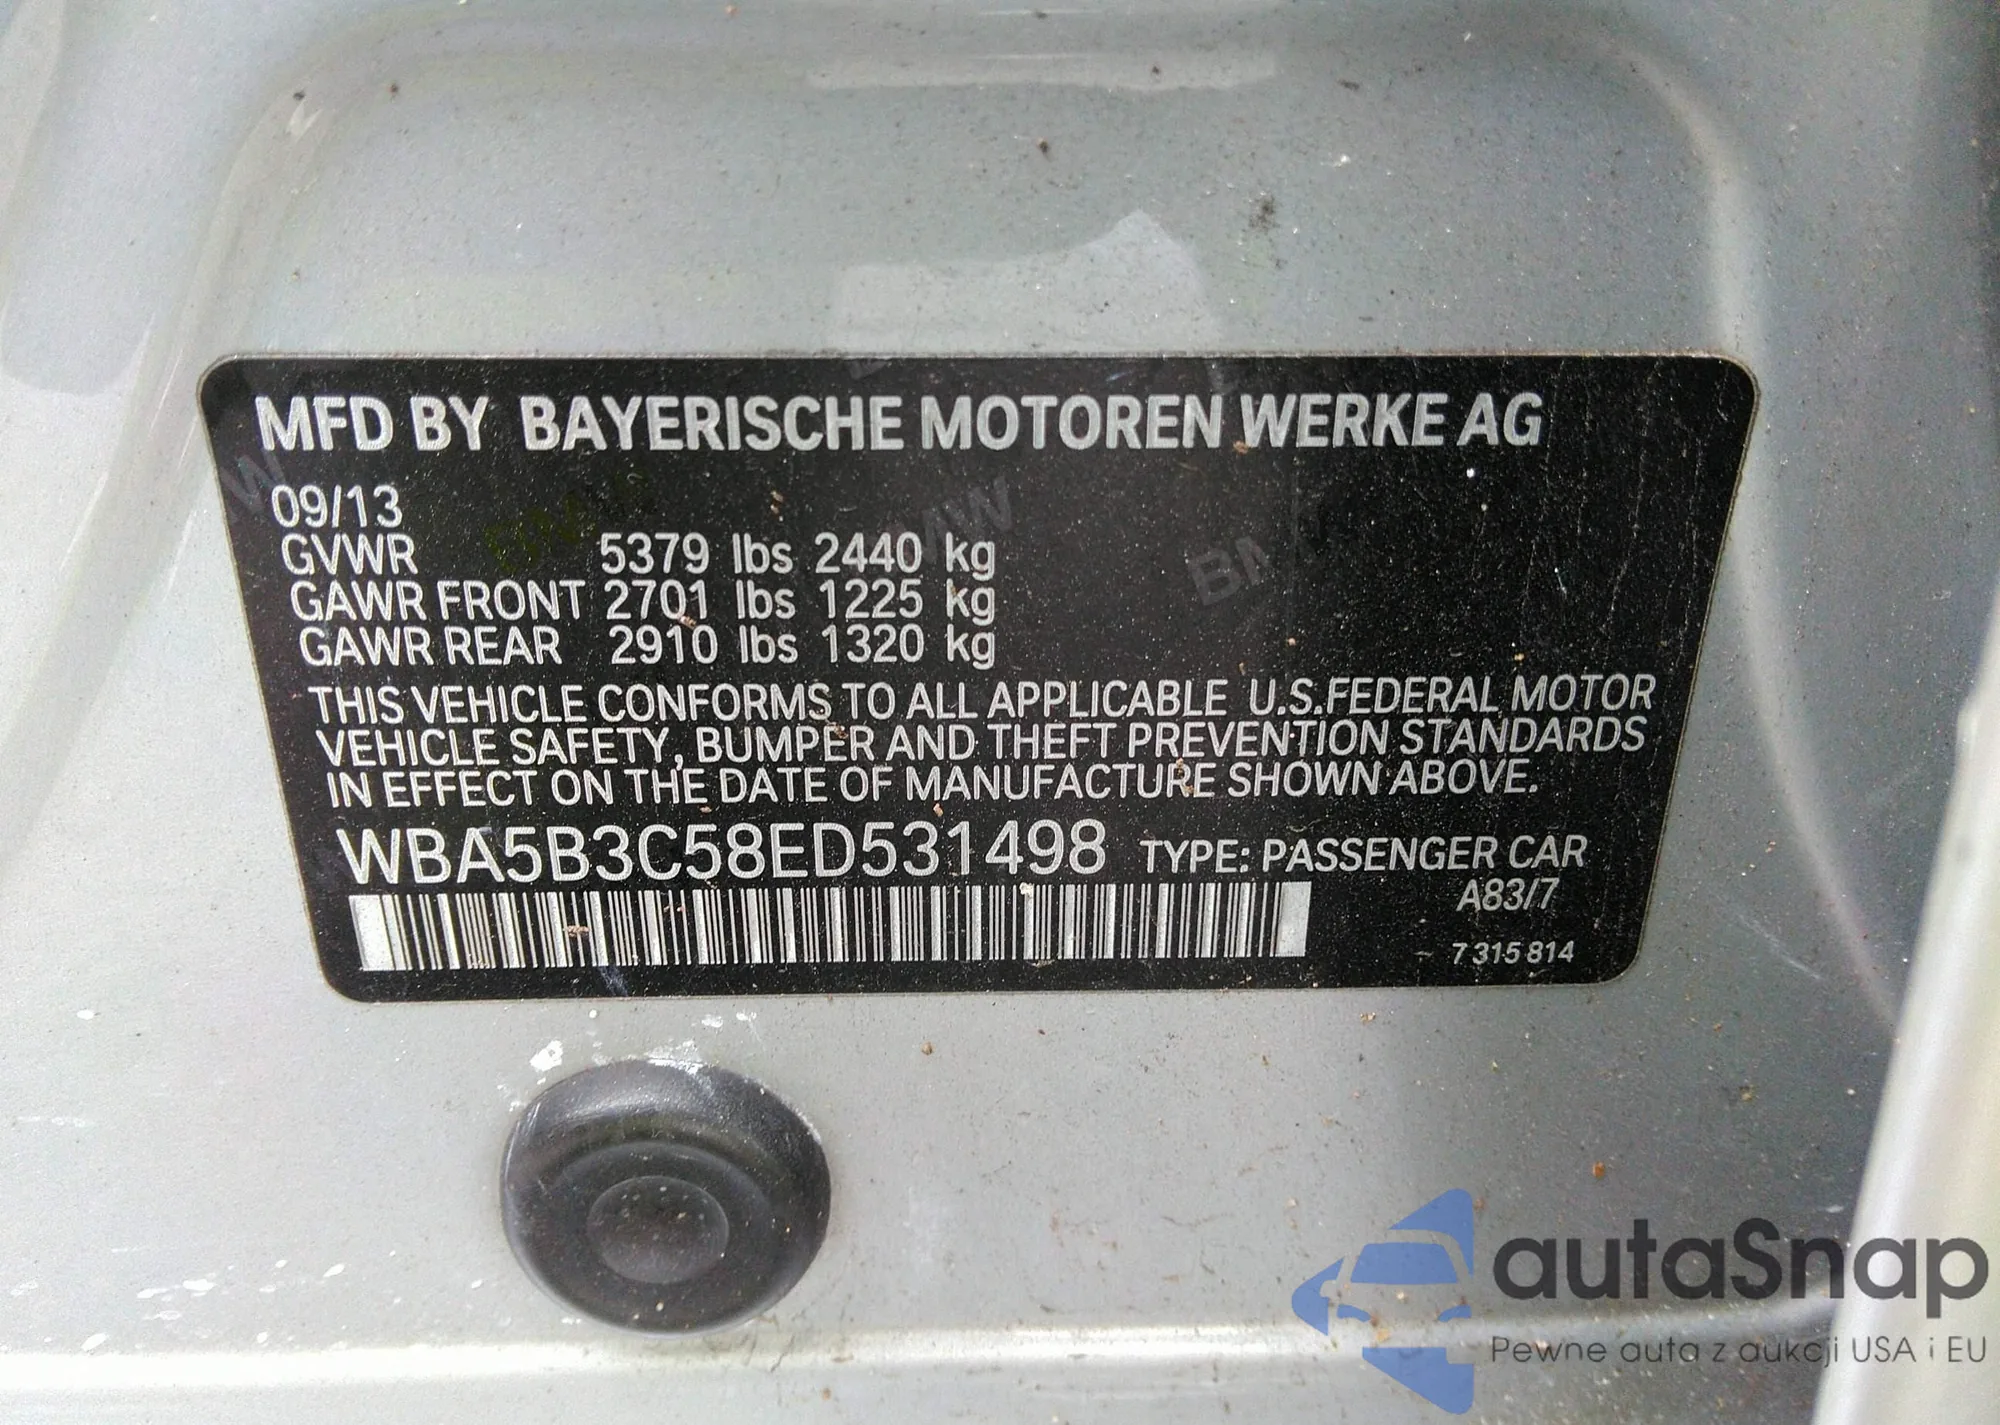 MFD BY BAYERISCHE MOTOREN WERKE AG
09/13
GVWR 5379 lbs 2440 kg
GAWR FRONT 2701 lbs 1225 kg
GAWR REAR 2910 lbs 1320 kg
THIS VEHICLE CONFORMS TO ALL APPLICABLE U.S.FEDERAL MOTOR
VEHICLE SAFETY, BUMPER AND THEFT PREVENTION STANDARDS
IN EFFECT ON THE DATE OF MANUFACTURE SHOWN ABOVE.
WBA5B3C58ED531498 TYPE: PASSENGER CAR
A83/7
7 315 814
autaSnap
Pewne auta z aukcji USA i EU